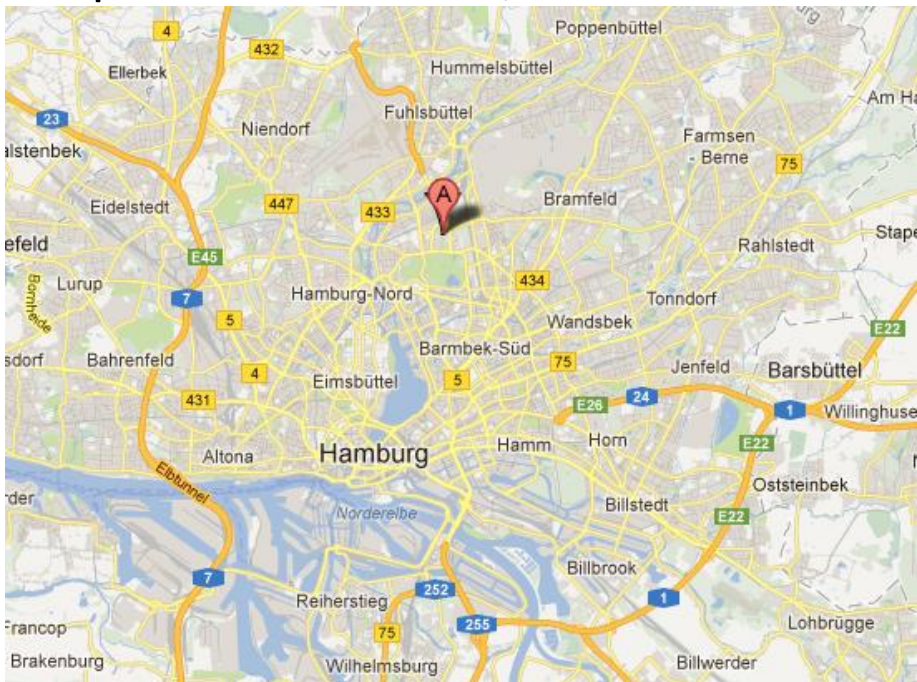 Poppenbüttel
4
432
Ellerbek
Hummelsbüttel
Am Ha
23
Fuhlsbüttel
Niendorf
Farmsen
- Berne
alstenbek
75
A
Bramfeld
Eidelstedt
447
433
Stape
efeld
E45
Rahlstedt
Lurup
434
Bornheide
7
Hamburg-Nord
Tonndorf
5
Wandsbek
E22
sdorf
Bahrenfeld
Barmbek-Süd
75
Jenfeld
Barsbüttel
4
Eimsbüttel
5
431
E26
24
1
Willinghuse
Altona
Hamburg
Hamm
Horn
E22
Elbtunnel
Oststeinbek
rder
Norderelbe
Billstedt
E22
7
Billbrook
252
Reiherstieg
1
Francop
75
255
Lohbrügge
Brakenburg
Wilhelmsburg
Billwerder